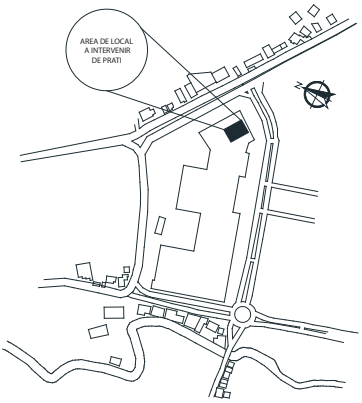 AREA DE LOCAL
A INTERVENIR
DE PRATI
N